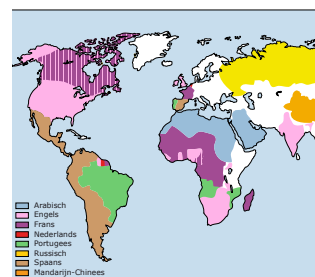 Arabisch
Engels
Frans
Nederlands
Portugees
Russisch
Spaans
Mandarijn-Chinees